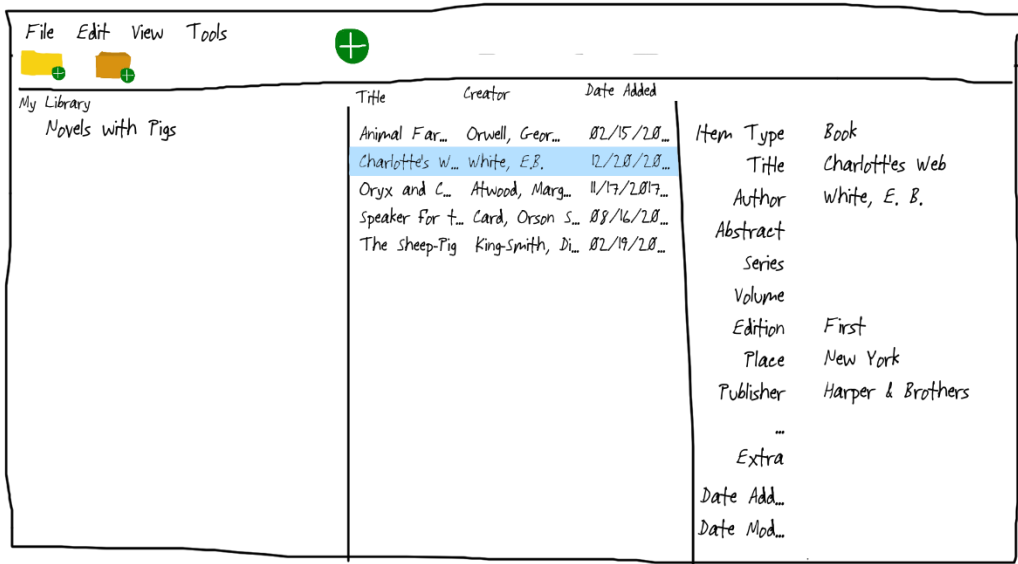 File Edit View Tools
My Library
Novels with Pigs
Title Creator Date Added
Animal Far... Orwell, Geor... 02/15/20...
Charlotte's W... White, E.B. 12/20/20...
Oryx and C... Atwood, Marg... 11/17/2017...
Speaker for t... Card, Orson S... 08/16/20...
The Sheep-Pig King-Smith, Di... 02/19/20...
Item Type Book
Title Charlott'es Web
Author White, E. B.
Abstract
Series
Volume
Edition First
Place New York
Publisher Harper & Brothers
...
Extra
Date Add...
Date Mod...